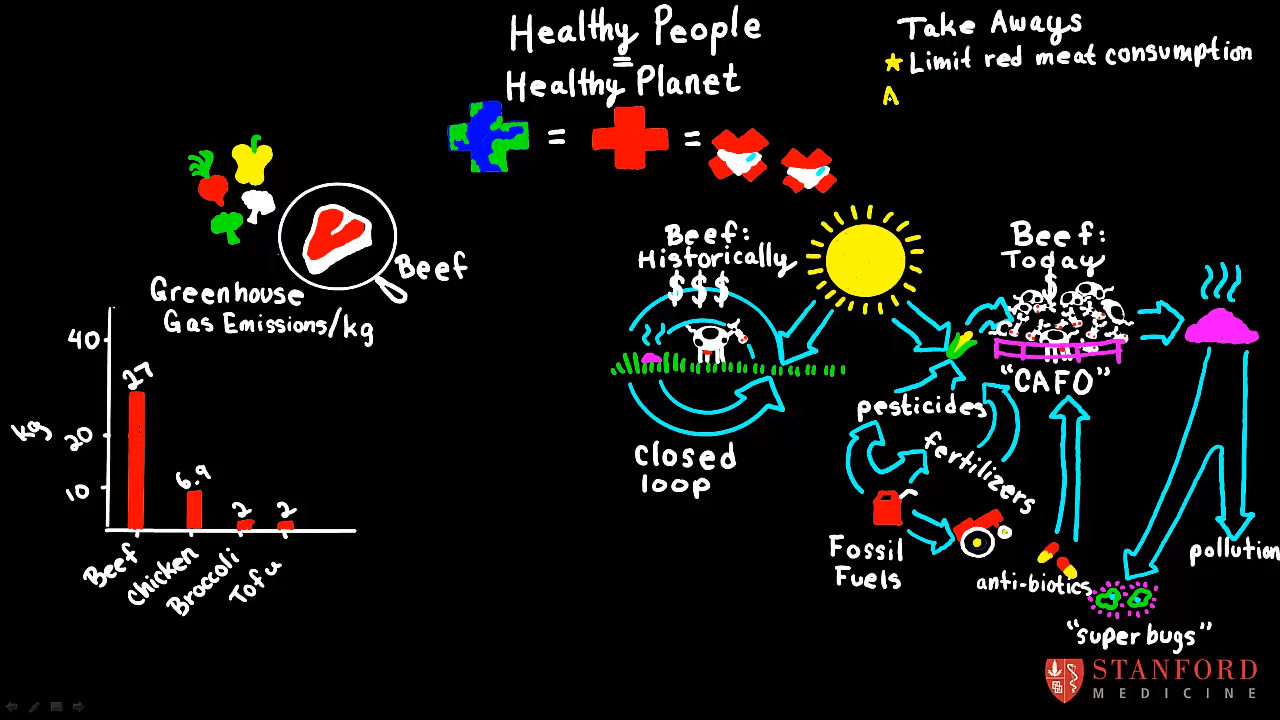 Healthy People
=
Healthy Planet
= =
Take Aways
Limit red meat consumption
Beef
Greenhouse
Gas Emissions/kg
kg
40
20
10
27
6.9
2
2
Beef
Chicken
Broccoli
Tofu
Beef:
Historically
$$$
closed
loop
Beef:
Today
$
"CAFO"
pesticides
fertilizers
Fossil
Fuels
anti-biotics
pollution
"super bugs"
STANFORD
MEDICINE